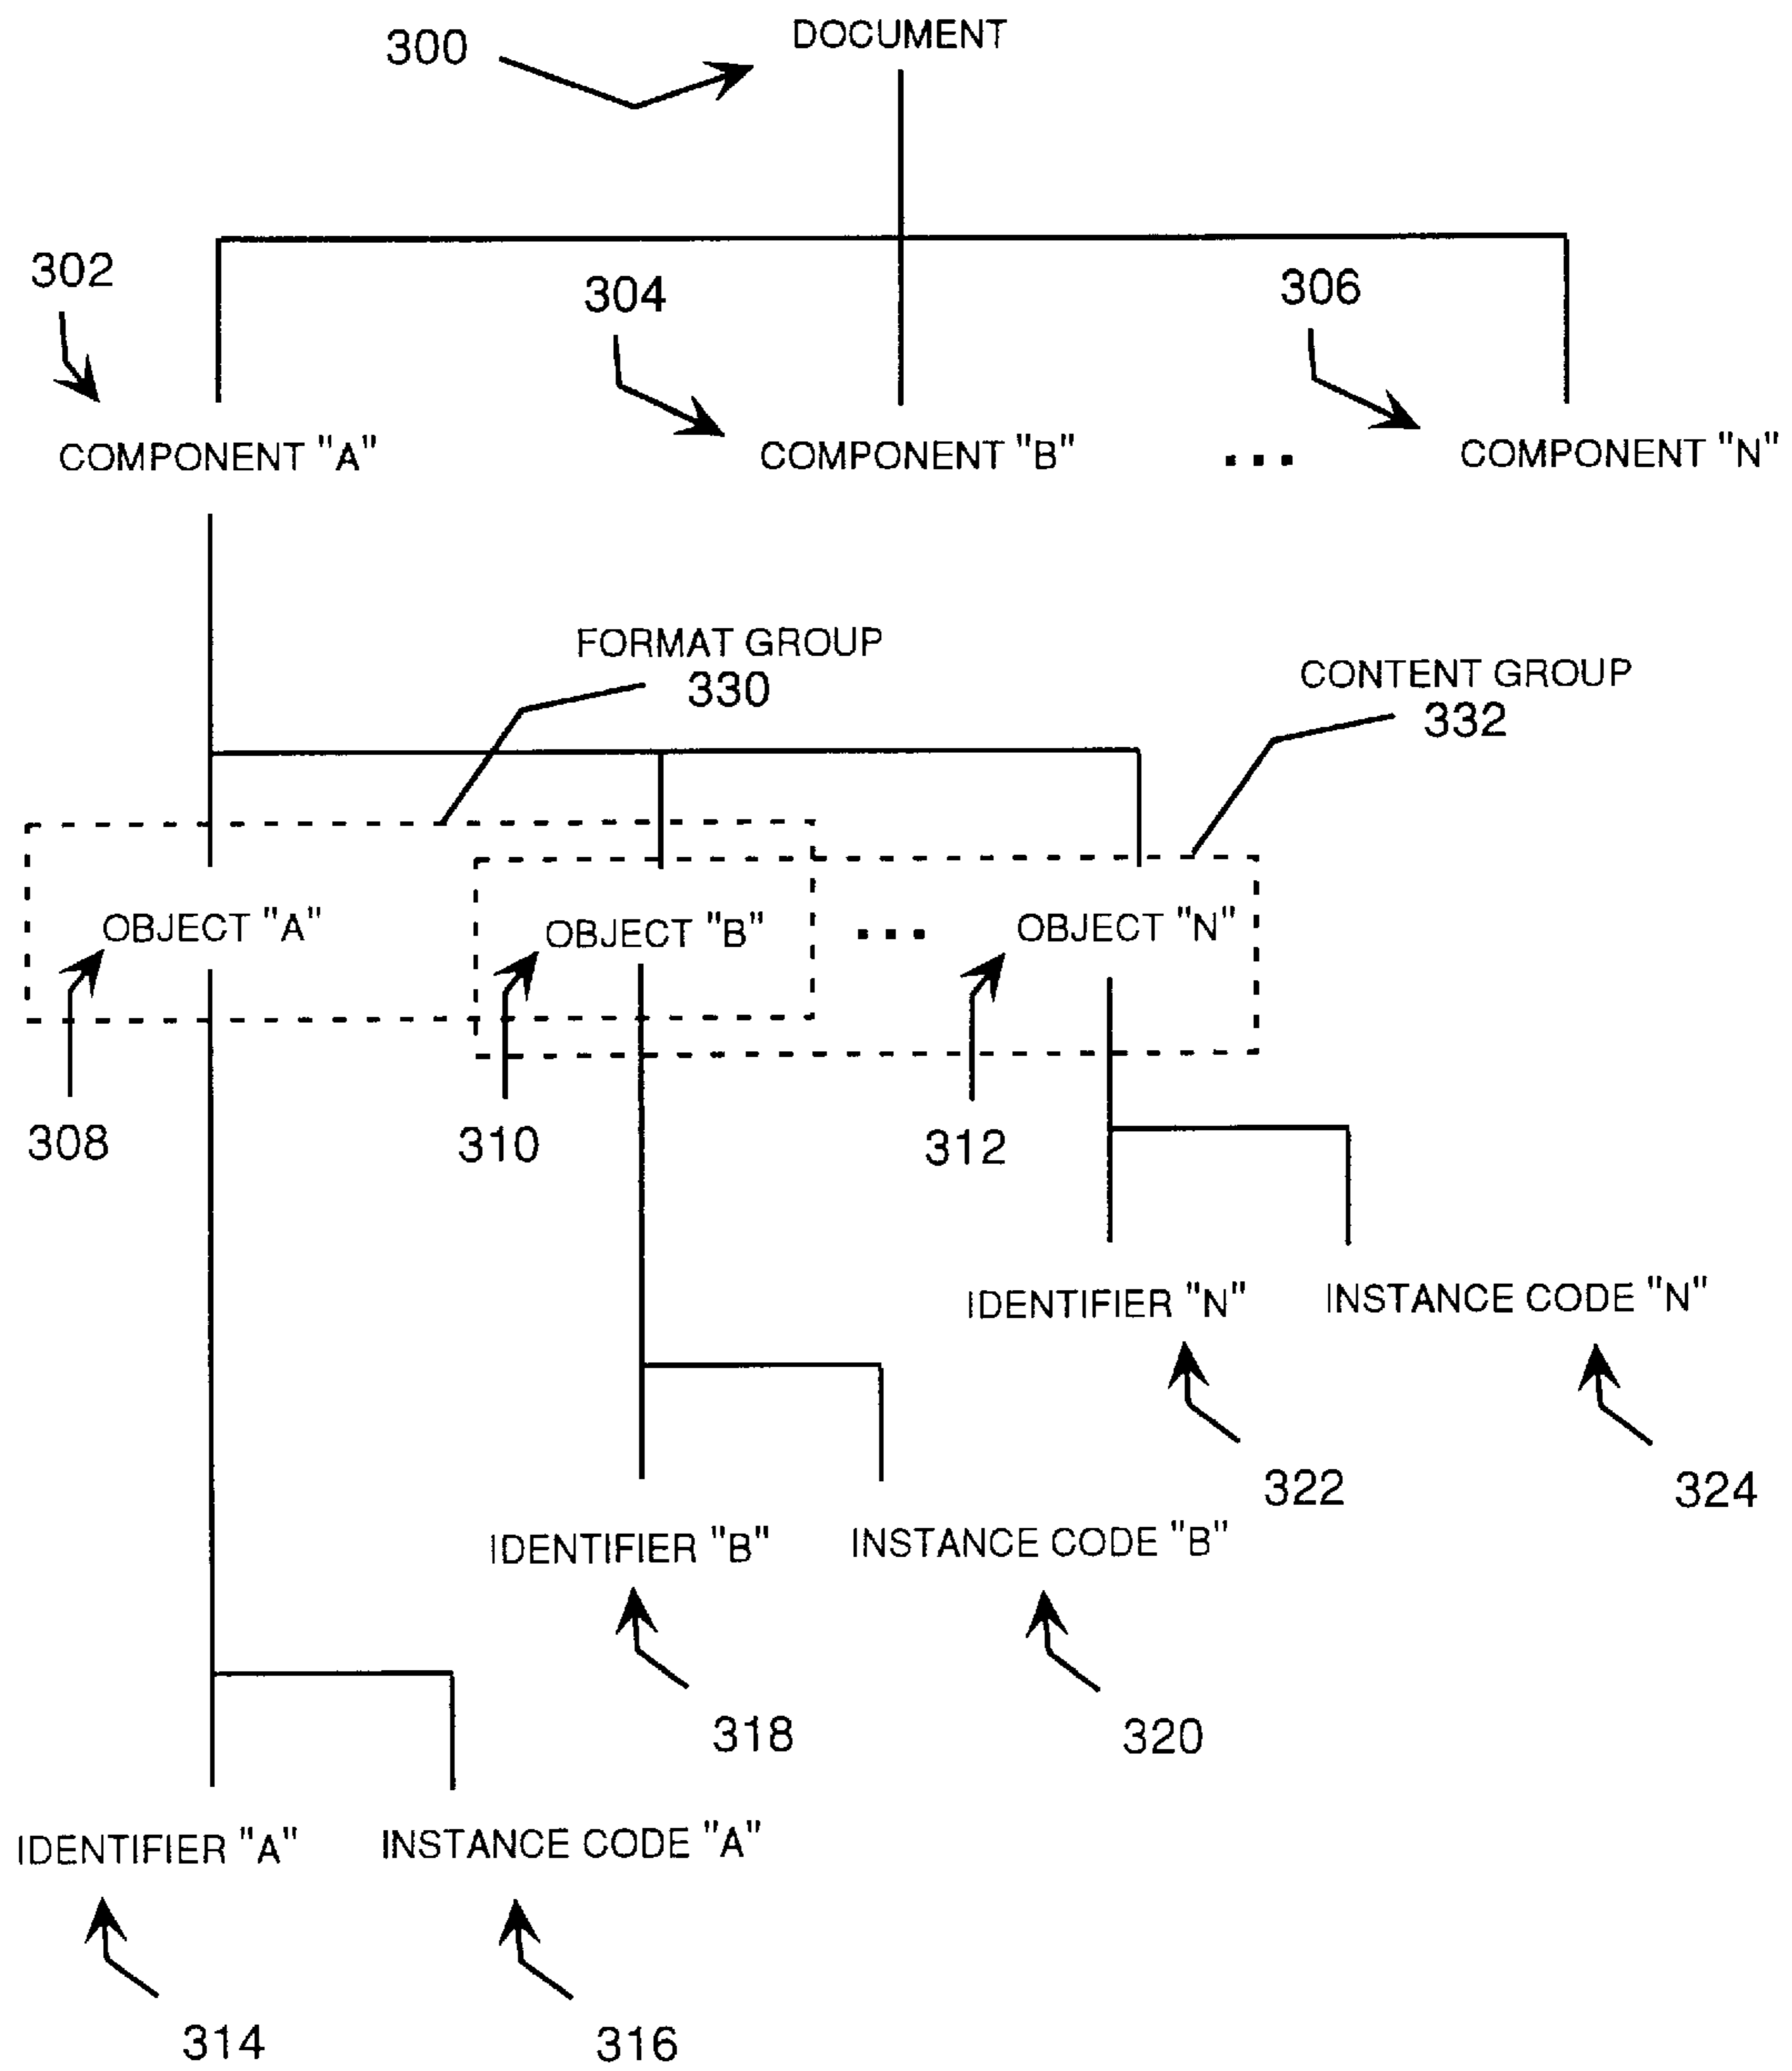 DOCUMENT
300
302
304
306
COMPONENT "A"
COMPONENT "B"
...
COMPONENT "N"
FORMAT GROUP
330
CONTENT GROUP
332
OBJECT "A"
OBJECT "B"
...
OBJECT "N"
308
310
312
IDENTIFIER "N"
INSTANCE CODE "N"
322
324
IDENTIFIER "B"
INSTANCE CODE "B"
318
320
IDENTIFIER "A"
INSTANCE CODE "A"
314
316